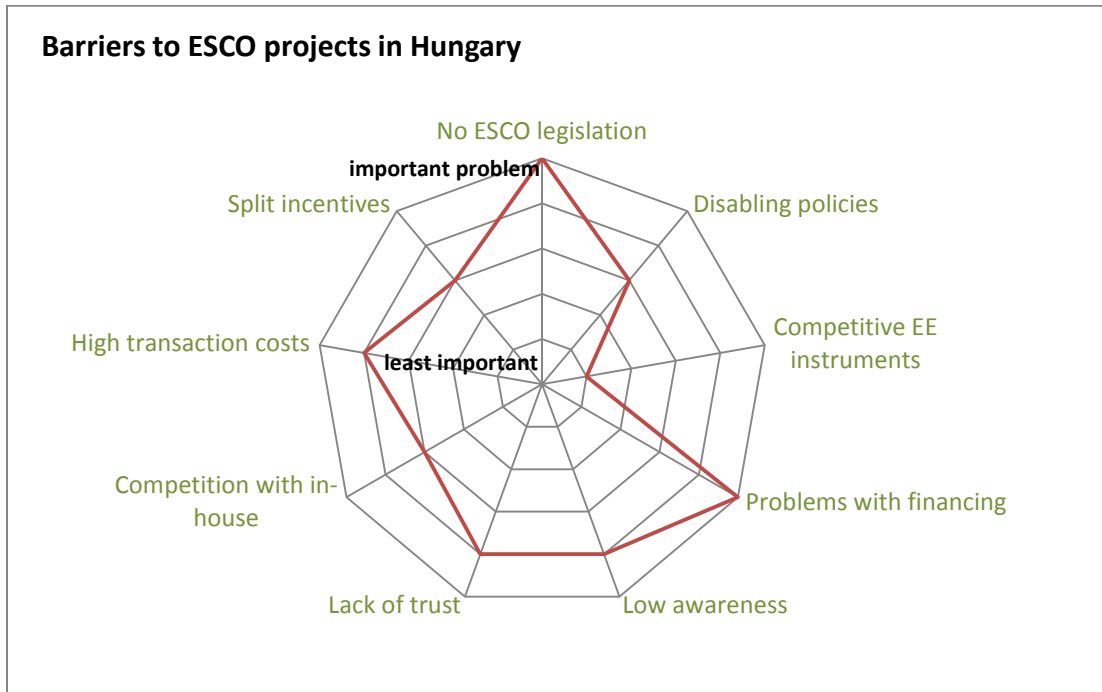 Barriers to ESCO projects in Hungary
No ESCO legislation
important problem
Split incentives
Disabling policies
High transaction costs
Competitive EE
instruments
least important
Competition with in-
house
Problems with financing
Lack of trust
Low awareness